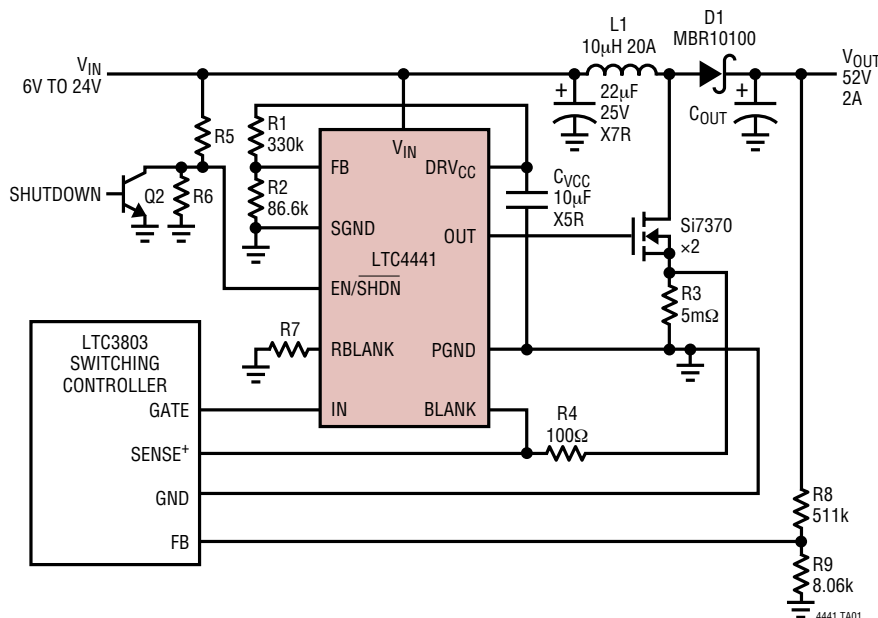 L1
10µH 20A
D1
MBR10100
VIN
6V TO 24V
VOUT
52V
2A
+
22µF
25V
X7R
+
COUT
R5
R1
330k
R2
86.6k
VIN
FB
DRVCC
SGND
LTC4441
OUT
EN/SHDN
RBLANK
PGND
IN
BLANK
CVCC
10µF
X5R
Si7370
×2
R3
5mΩ
SHUTDOWN
Q2
R6
R7
LTC3803
SWITCHING
CONTROLLER
GATE
SENSE+
GND
FB
R4
100Ω
R8
511k
R9
8.06k
4441 TA01